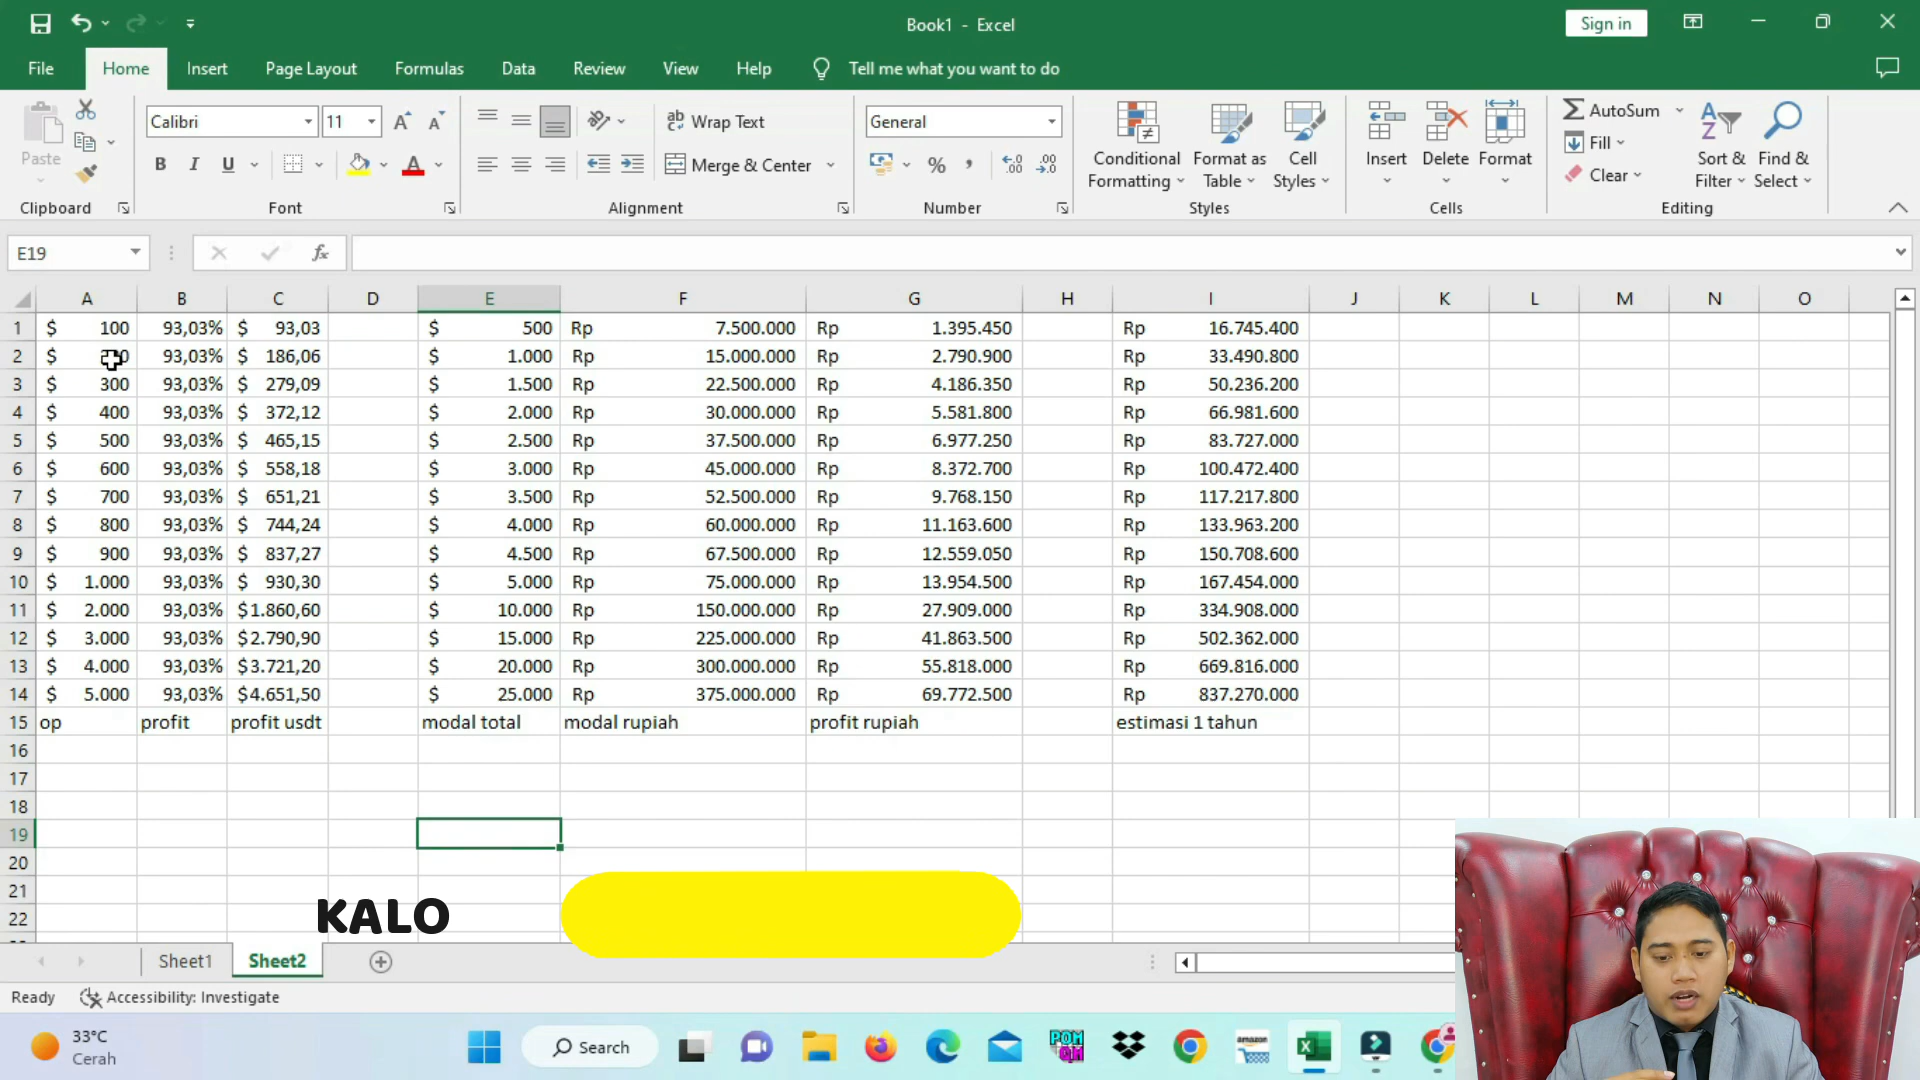 Book1 - Excel
Sign in
File Home Insert Page Layout Formulas Data Review View Help Tell me what you want to do
Paste
Calibri 11
B I U
Wrap Text
Merge & Center
General
Conditional Formatting
Format as Table
Cell Styles
Insert Delete Format
AutoSum
Fill
Clear
Sort & Filter
Find & Select
Clipboard Font Alignment Number Styles Cells Editing
E19 fx
A B C D E F G H I J K L M N O
1 $ 100 93,03% $ 93,03 $ 500 Rp 7.500.000 Rp 1.395.450 Rp 16.745.400
2 $ 93,03% $ 186,06 $ 1.000 Rp 15.000.000 Rp 2.790.900 Rp 33.490.800
3 $ 300 93,03% $ 279,09 $ 1.500 Rp 22.500.000 Rp 4.186.350 Rp 50.236.200
4 $ 400 93,03% $ 372,12 $ 2.000 Rp 30.000.000 Rp 5.581.800 Rp 66.981.600
5 $ 500 93,03% $ 465,15 $ 2.500 Rp 37.500.000 Rp 6.977.250 Rp 83.727.000
6 $ 600 93,03% $ 558,18 $ 3.000 Rp 45.000.000 Rp 8.372.700 Rp 100.472.400
7 $ 700 93,03% $ 651,21 $ 3.500 Rp 52.500.000 Rp 9.768.150 Rp 117.217.800
8 $ 800 93,03% $ 744,24 $ 4.000 Rp 60.000.000 Rp 11.163.600 Rp 133.963.200
9 $ 900 93,03% $ 837,27 $ 4.500 Rp 67.500.000 Rp 12.559.050 Rp 150.708.600
10 $ 1.000 93,03% $ 930,30 $ 5.000 Rp 75.000.000 Rp 13.954.500 Rp 167.454.000
11 $ 2.000 93,03% $1.860,60 $ 10.000 Rp 150.000.000 Rp 27.909.000 Rp 334.908.000
12 $ 3.000 93,03% $2.790,90 $ 15.000 Rp 225.000.000 Rp 41.863.500 Rp 502.362.000
13 $ 4.000 93,03% $3.721,20 $ 20.000 Rp 300.000.000 Rp 55.818.000 Rp 669.816.000
14 $ 5.000 93,03% $4.651,50 $ 25.000 Rp 375.000.000 Rp 69.772.500 Rp 837.270.000
15 op profit profit usdt modal total modal rupiah profit rupiah estimasi 1 tahun
16
17
18
19
20
21
22
KALO
Sheet1 Sheet2
Ready Accessibility: Investigate
33°C
Cerah
Search
POM QM
amazon